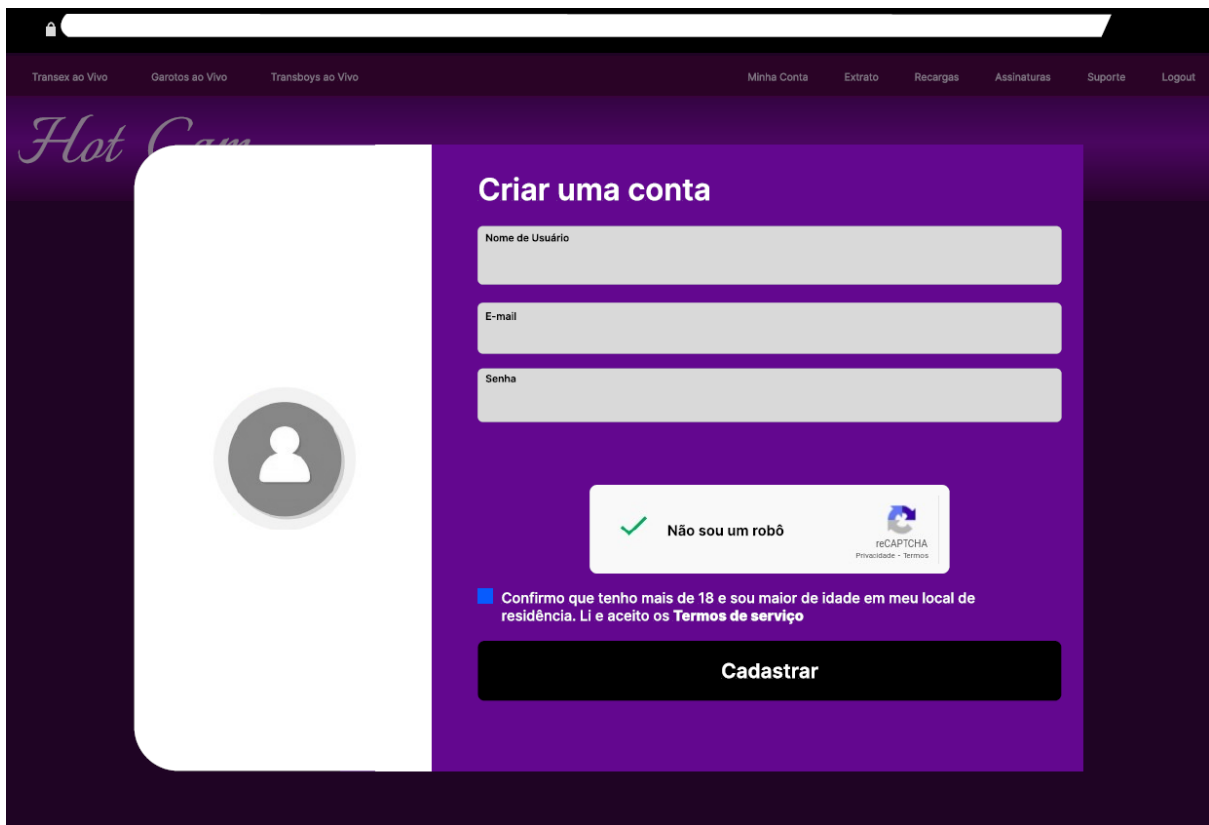 Transex ao Vivo Garotos ao Vivo Transboys ao Vivo Minha Conta Extrato Recargas Assinaturas Suporte Logout
Hot Cam
Criar uma conta
Nome de Usuário
E-mail
Senha
Não sou um robô
reCAPTCHA
Privacidade - Termos
Confirmo que tenho mais de 18 e sou maior de idade em meu local de
residência. Li e aceito os Termos de serviço
Cadastrar